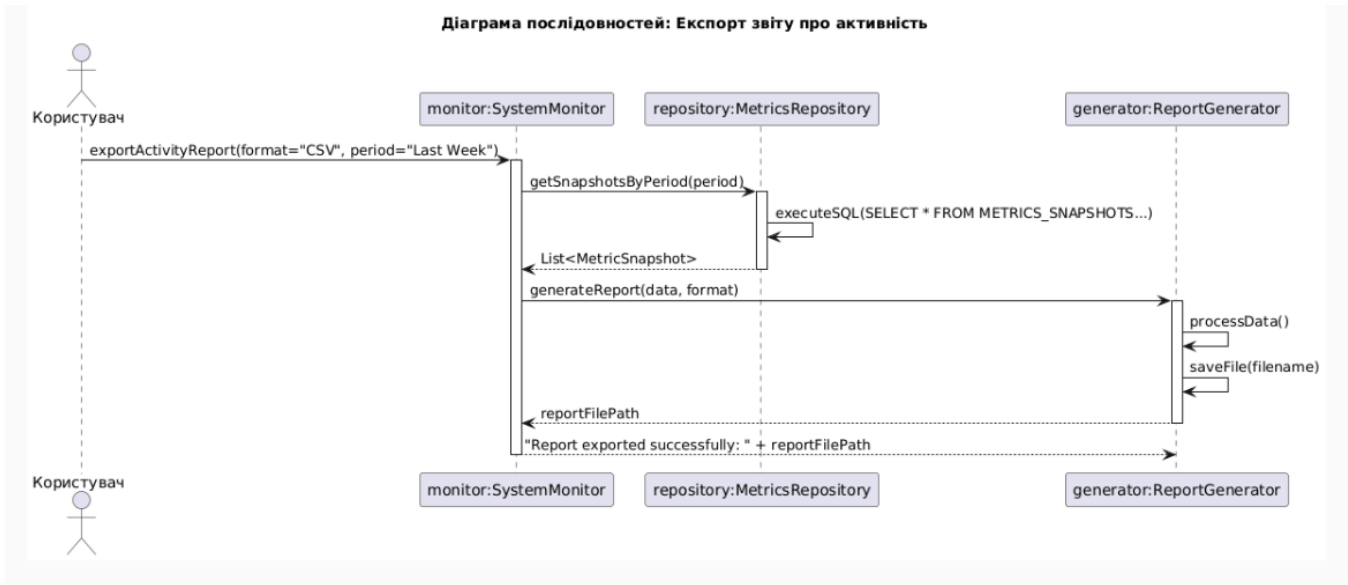 Діаграма послідовностей: Експорт звіту про активність
Користувач
monitor:SystemMonitor
repository:MetricsRepository
generator:ReportGenerator
exportActivityReport(format="CSV", period="Last Week")
getSnapshotsByPeriod(period)
executeSQL(SELECT * FROM METRICS_SNAPSHOTS...)
List<MetricSnapshot>
generateReport(data, format)
processData()
saveFile(filename)
reportFilePath
"Report exported successfully: " + reportFilePath
Користувач
monitor:SystemMonitor
repository:MetricsRepository
generator:ReportGenerator